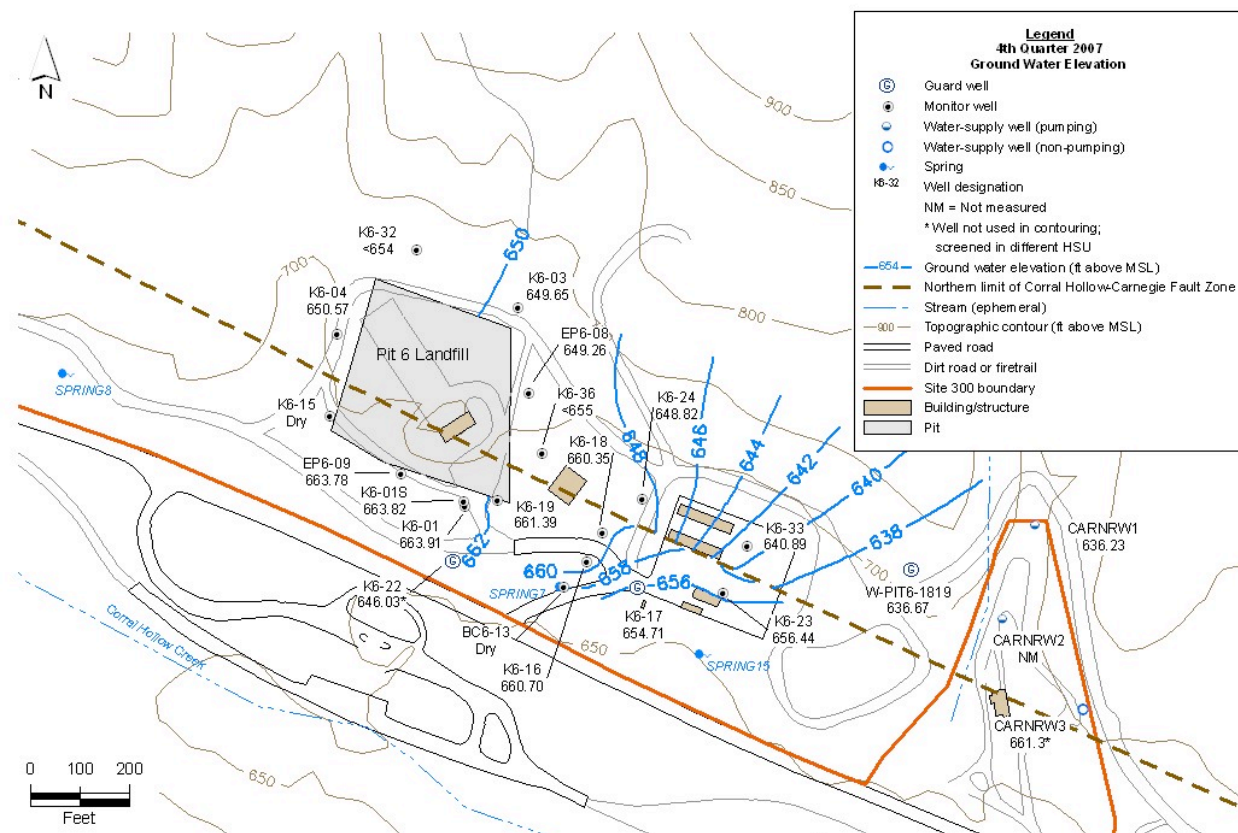 Legend
4th Quarter 2007
Ground Water Elevation
G
Guard well
Monitor well
Water-supply well (pumping)
Water-supply well (non-pumping)
Spring
K6-32
Well designation
NM = Not measured
* Well not used in contouring;
screened in different HSU
654
Ground water elevation (ft above MSL)
Northern limit of Corral Hollow-Carnegie Fault Zone
Stream (ephemeral)
900
Topographic contour (ft above MSL)
Paved road
Dirt road or firetrail
Site 300 boundary
Building/structure
Pit
N
900
850
800
700
K6-32
<654
650
K6-03
649.65
K6-04
650.57
EP6-08
649.26
Pit 6 Landfill
SPRING8
K6-15
Dry
K6-36
<655
K6-24
648.82
K6-18
660.35
648
646
644
642
640
638
EP6-09
663.78
K6-01S
663.82
K6-01
663.91
K6-19
661.39
662
K6-33
640.89
CARNRW1
636.23
K6-22
646.03*
660
658
656
SPRING7
G
G
G
700
W-PIT6-1819
636.67
K6-17
654.71
K6-23
656.44
BC6-13
Dry
650
SPRING15
CARNRW2
NM
K6-16
660.70
Corral Hollow Creek
CARNRW3
661.3*
650
0 100 200
Feet